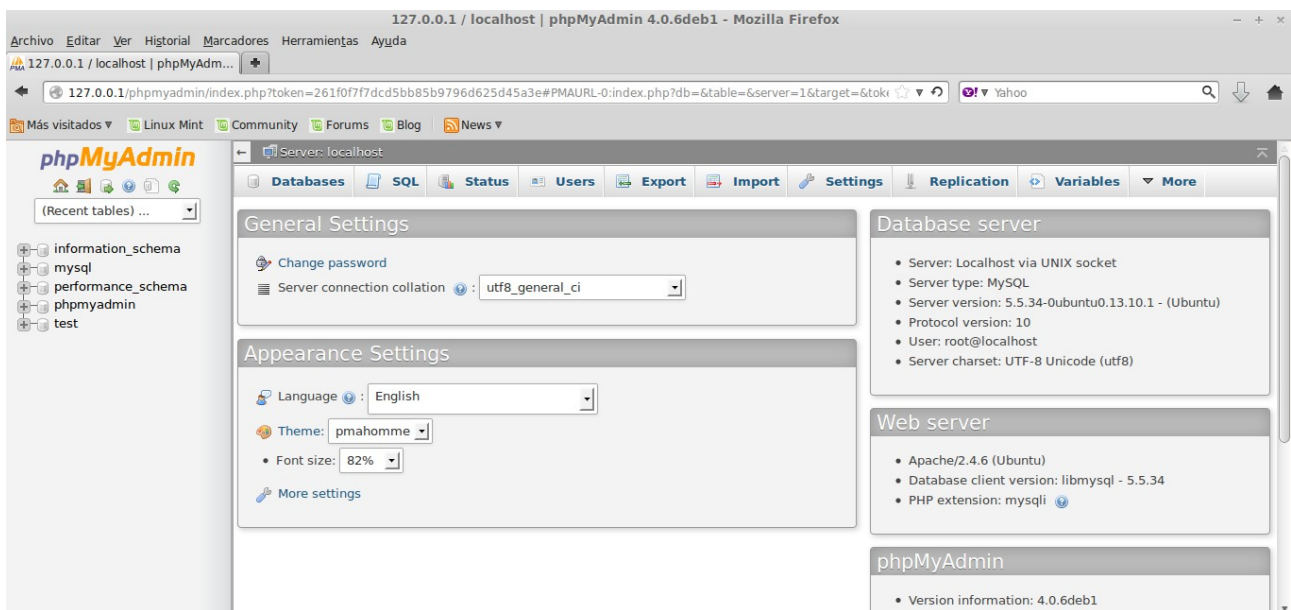 127.0.0.1 / localhost | phpMyAdmin 4.0.6deb1 - Mozilla Firefox
Archivo Editar Ver Historial Marcadores Herramientas Ayuda
127.0.0.1 / localhost | phpMyAdm...
127.0.0.1/phpmyadmin/index.php?token=261f0f7f7dcd5bb85b9796d625d45a3e#PMAURL-0:index.php?db=&table=&server=1&target=&toke
Yahoo
Más visitados Linux Mint Community Forums Blog News
phpMyAdmin
(Recent tables) ...
information_schema
mysql
performance_schema
phpmyadmin
test
Server: localhost
Databases SQL Status Users Export Import Settings Replication Variables More
General Settings
Change password
Server connection collation : utf8_general_ci
Appearance Settings
Language : English
Theme: pmahomme
• Font size: 82%
More settings
Database server
• Server: Localhost via UNIX socket
• Server type: MySQL
• Server version: 5.5.34-0ubuntu0.13.10.1 - (Ubuntu)
• Protocol version: 10
• User: root@localhost
• Server charset: UTF-8 Unicode (utf8)
Web server
• Apache/2.4.6 (Ubuntu)
• Database client version: libmysql - 5.5.34
• PHP extension: mysqli
phpMyAdmin
• Version information: 4.0.6deb1